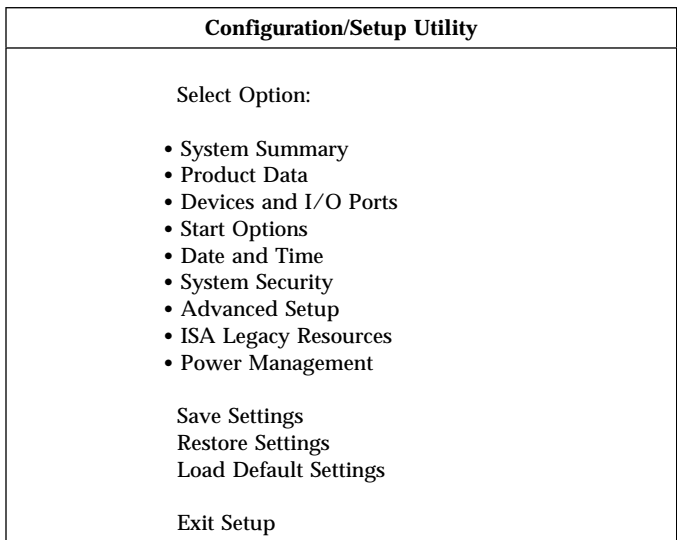 Configuration/Setup Utility
Select Option:
• System Summary
• Product Data
• Devices and I/O Ports
• Start Options
• Date and Time
• System Security
• Advanced Setup
• ISA Legacy Resources
• Power Management
Save Settings
Restore Settings
Load Default Settings
Exit Setup